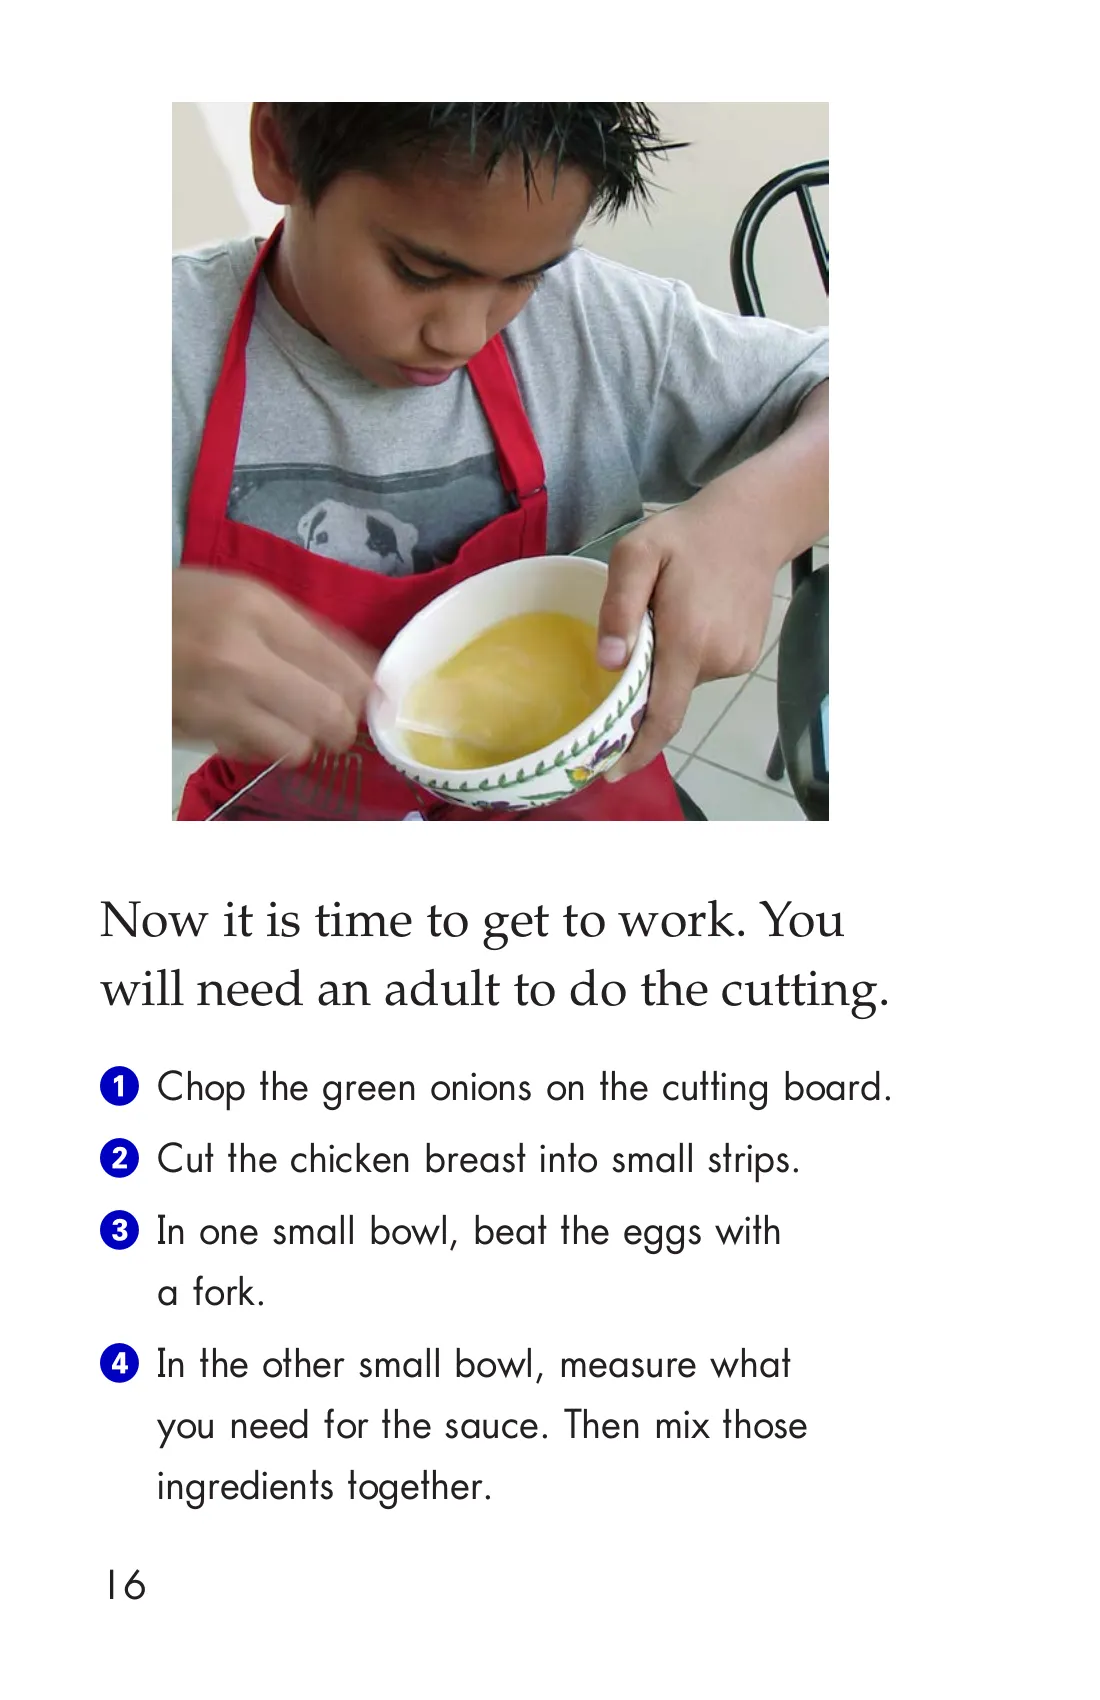 Now it is time to get to work. You
will need an adult to do the cutting.
1 Chop the green onions on the cutting board.
2 Cut the chicken breast into small strips.
3 In one small bowl, beat the eggs with
a fork.
4 In the other small bowl, measure what
you need for the sauce. Then mix those
ingredients together.
16